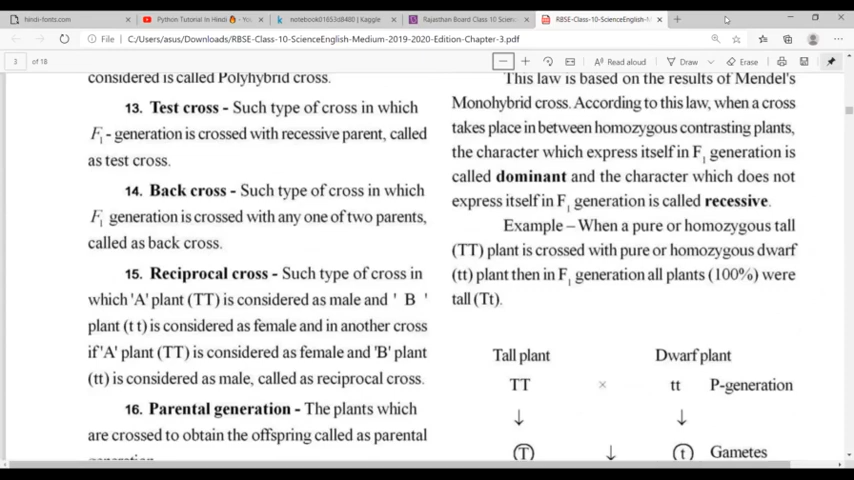 hindi-fonts.com
Python Tutorial In Hindi
- You
notebook01653d8480 | Kaggle
Rajasthan Board Class 10 Scienc
RBSE-Class-10-ScienceEnglish-M
File
C:/Users/asus/Downloads/RBSE-Class-10-ScienceEnglish-Medium-2019-2020-Edition-Chapter-3.pdf
3 of 18
Read aloud
Draw
Erase
considered is called Polyhybrid cross.
13. Test cross - Such type of cross in which
F1 - generation is crossed with recessive parent, called
as test cross.
14. Back cross - Such type of cross in which
F1 generation is crossed with any one of two parents,
called as back cross.
15. Reciprocal cross - Such type of cross in
which 'A' plant (TT) is considered as male and ' B '
plant (t t) is considered as female and in another cross
if 'A' plant (TT) is considered as female and 'B' plant
(tt) is considered as male, called as reciprocal cross.
16. Parental generation - The plants which
are crossed to obtain the offspring called as parental
generation.
This law is based on the results of Mendel's
Monohybrid cross. According to this law, when a cross
takes place in between homozygous contrasting plants,
the character which express itself in F1 generation is
called dominant and the character which does not
express itself in F1 generation is called recessive.
Example – When a pure or homozygous tall
(TT) plant is crossed with pure or homozygous dwarf
(tt) plant then in F1 generation all plants (100%) were
tall (Tt).
Tall plant Dwarf plant
TT × tt P-generation
↓ ↓
T ↓ t Gametes